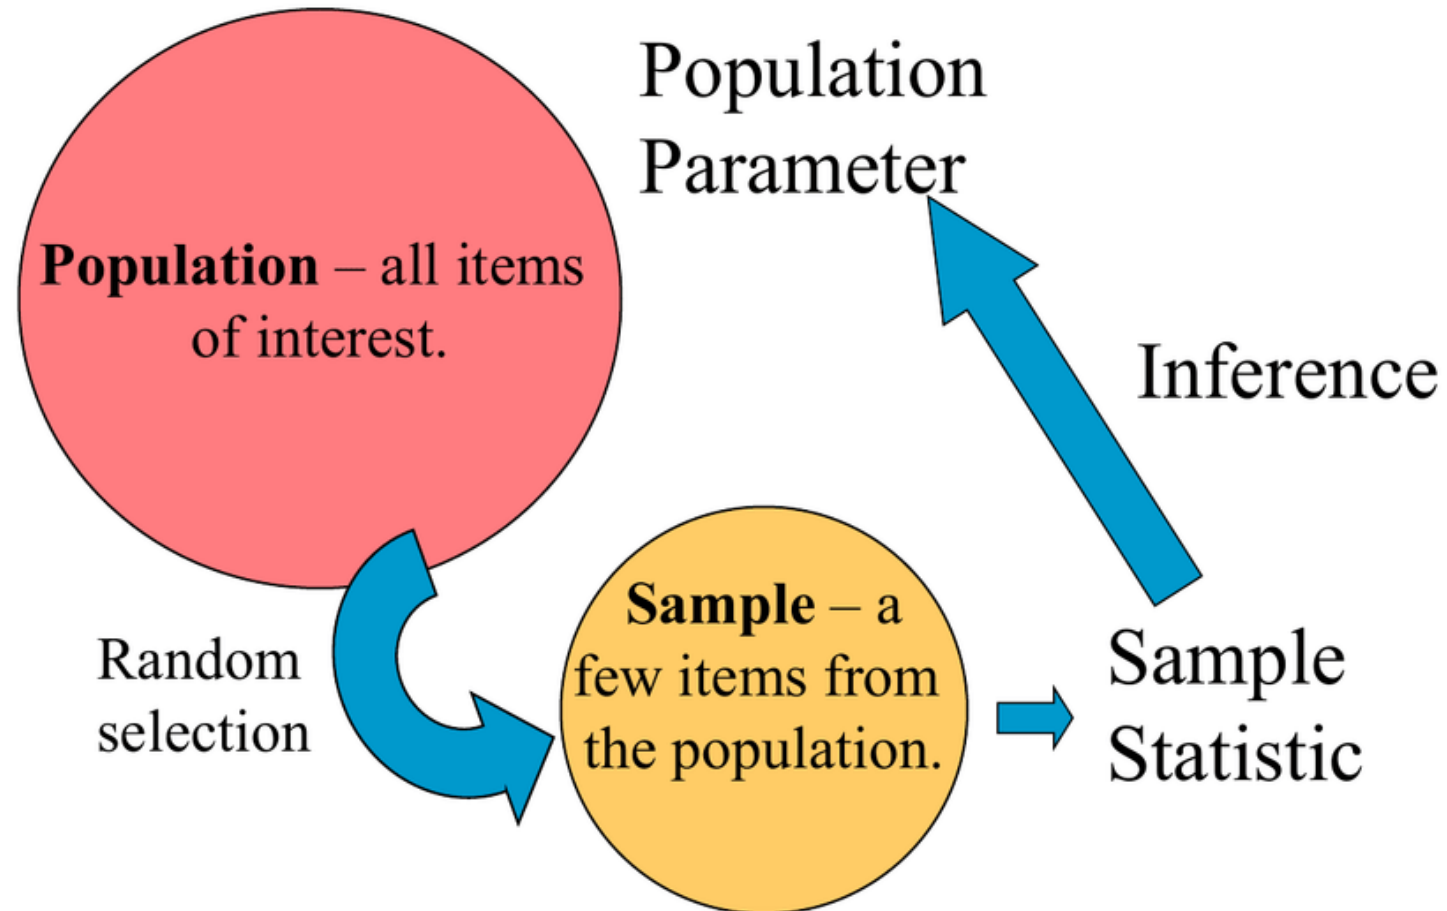 Population
Parameter
Population – all items
of interest.
Inference
Random
selection
Sample – a
few items from
the population.
Sample
Statistic